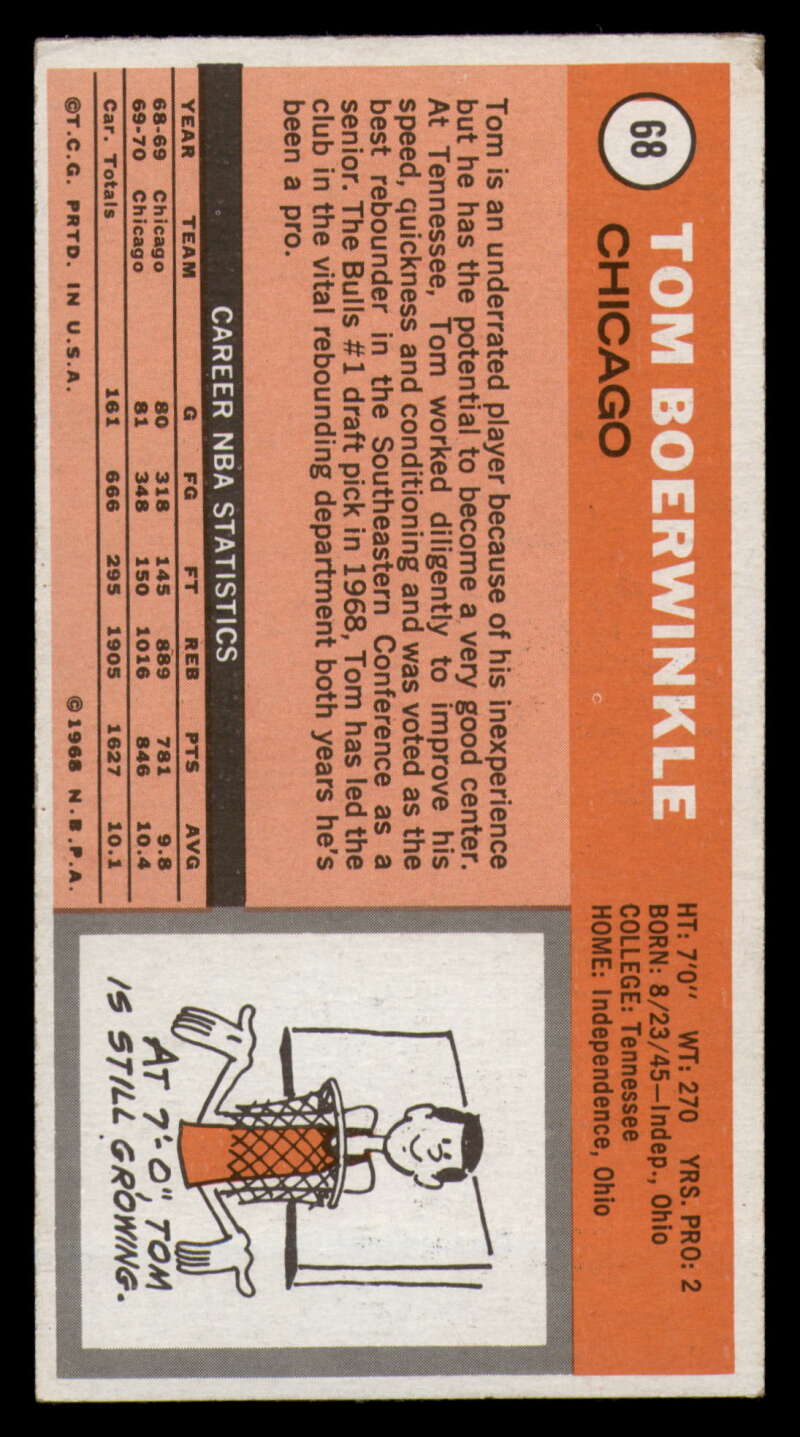 68
TOM BOERWINKLE
CHICAGO
HT: 7'0" WT: 270 YRS. PRO: 2
BORN: 8/23/45—Indep., Ohio
COLLEGE: Tennessee
HOME: Independence, Ohio
Tom is an underrated player because of his inexperience
but he has the potential to become a very good center.
At Tennessee, Tom worked diligently to improve his
speed, quickness and conditioning and was voted as the
best rebounder in the Southeastern Conference as a
senior. The Bulls #1 draft pick in 1968, Tom has led the
club in the vital rebounding department both years he's
been a pro.
CAREER NBA STATISTICS
YEAR TEAM G FG FT REB PTS AVG
68-69 Chicago 80 318 145 889 781 9.8
69-70 Chicago 81 348 150 1016 846 10.4
Car. Totals 161 666 295 1905 1627 10.1
©T.C.G. PRTD. IN U.S.A. ©1968 N.B.P.A.
AT 7'-0", TOM
IS STILL GROWING.